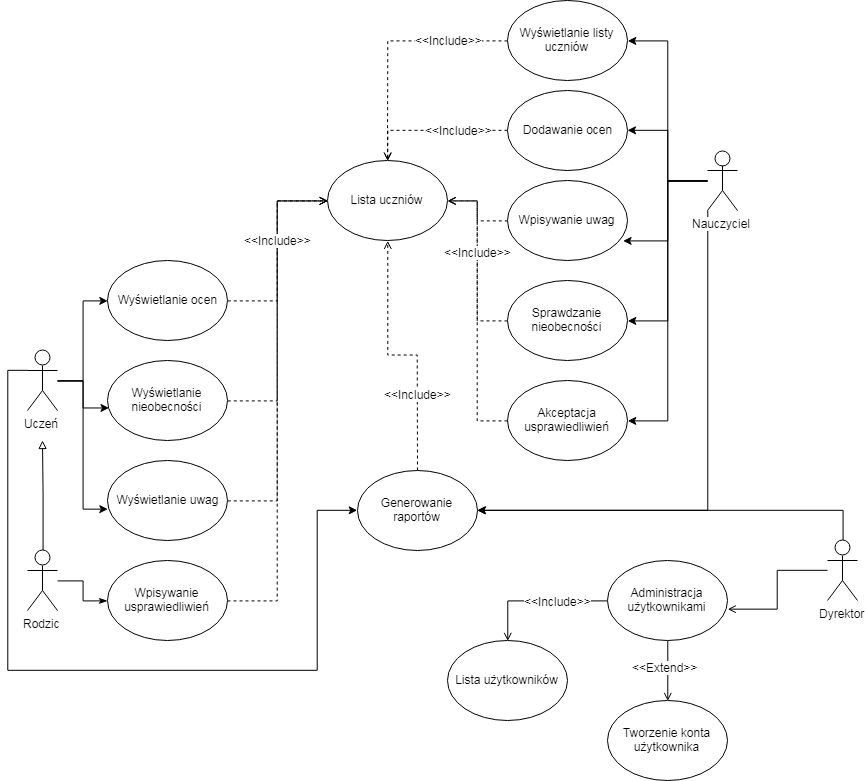 Wyświetlanie listy
uczniów
<<Include>>
Dodawanie ocen
<<Include>>
Lista uczniów
Wpisywanie uwag
Nauczyciel
<<Include>>
<<Include>>
Wyświetlanie ocen
Sprawdzanie
nieobecności
Wyświetlanie
nieobecności
<<Include>>
Uczeń
Akceptacja
usprawiedliwień
Wyświetlanie uwag
Generowanie
raportów
Wpisywanie
usprawiedliwień
Rodzic
<<Include>>
Administracja
użytkownikami
Dyrektor
<<Extend>>
Lista użytkowników
Tworzenie konta
użytkownika